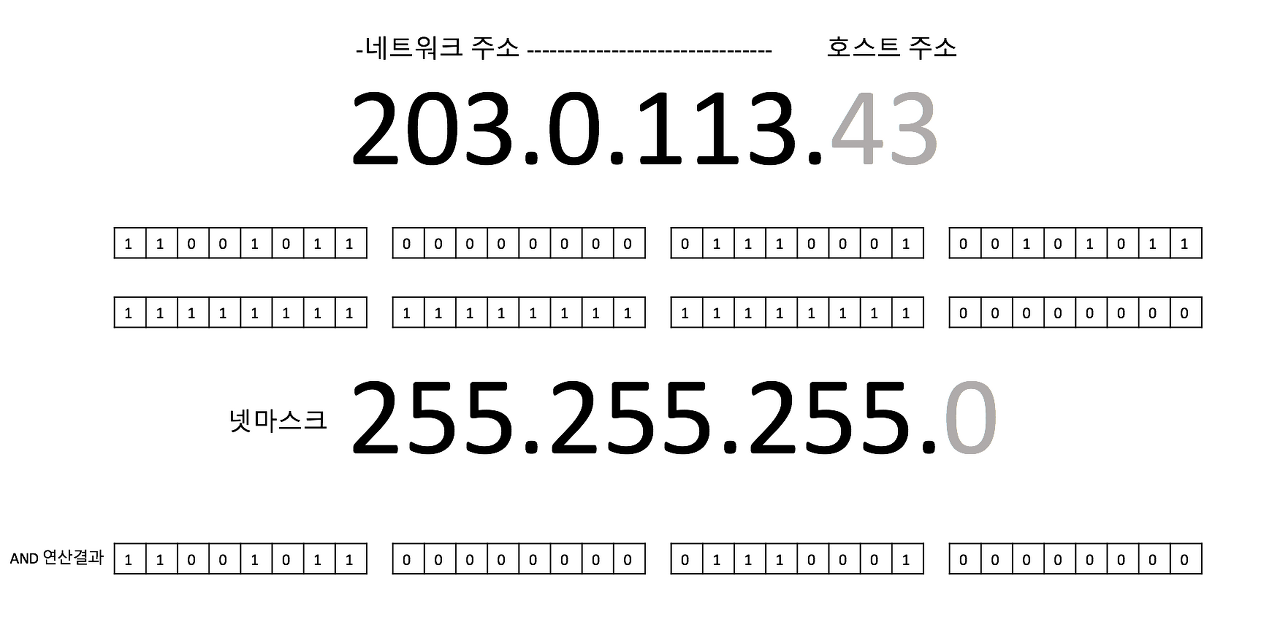 -네트워크 주소 -------------------------------- 호스트 주소
203.0.113.43
1 1 0 0 1 0 1 1 0 0 0 0 0 0 0 0 0 1 1 1 0 0 0 1 0 0 1 0 1 0 1 1
1 1 1 1 1 1 1 1 1 1 1 1 1 1 1 1 1 1 1 1 1 1 1 1 0 0 0 0 0 0 0 0
넷마스크 255.255.255.0
AND 연산결과 1 1 0 0 1 0 1 1 0 0 0 0 0 0 0 0 0 1 1 1 0 0 0 1 0 0 0 0 0 0 0 0